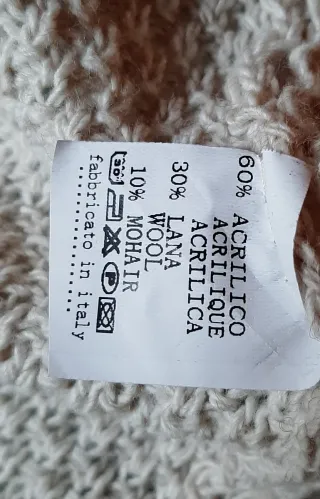 60% ACRILICO
ACRILIQUE
ACRILICA
30% LANA
WOOL
10% MOHAIR
fabbricato in italy